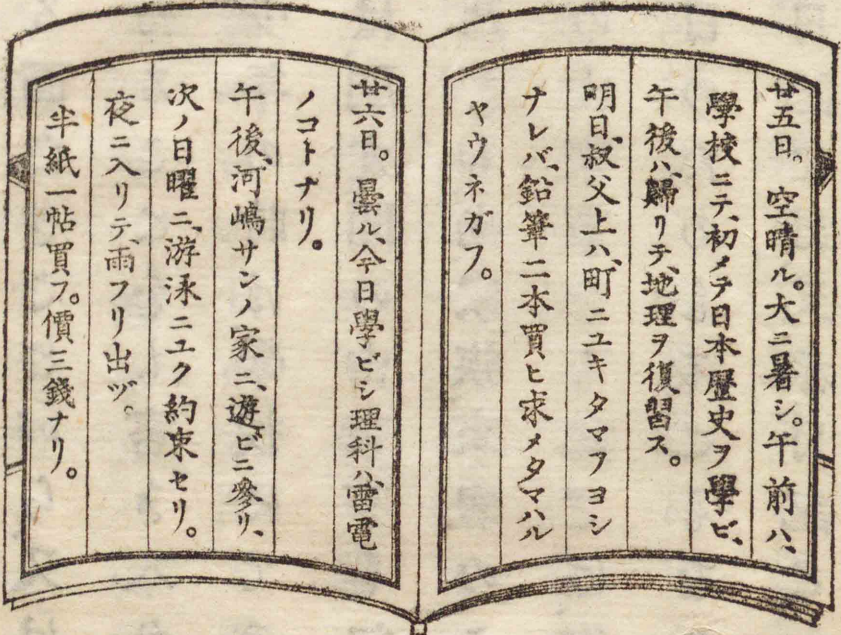 廿五日。空晴ル。大ニ暑シ。午前ハ、
學校ニテ、初メテ日本歷史ヲ學ビ、
午後ハ、歸リテ、地理ヲ復習ス。
明日、叔父上ハ、町ニユキタマフヨシ
ナレバ、鉛筆二本買ヒ求メタマハル
ヤウネガフ。
廿六日。曇ル、今日學ビシ理科ハ、雷電
ノコトナリ。
午後、河嶋サンノ家ニ、遊ビニ參リ、
次ノ日曜ニ、游泳ニユク約束セリ。
夜ニ入リテ、雨フリ出ヅ。
半紙一帖買フ。價三錢ナリ。